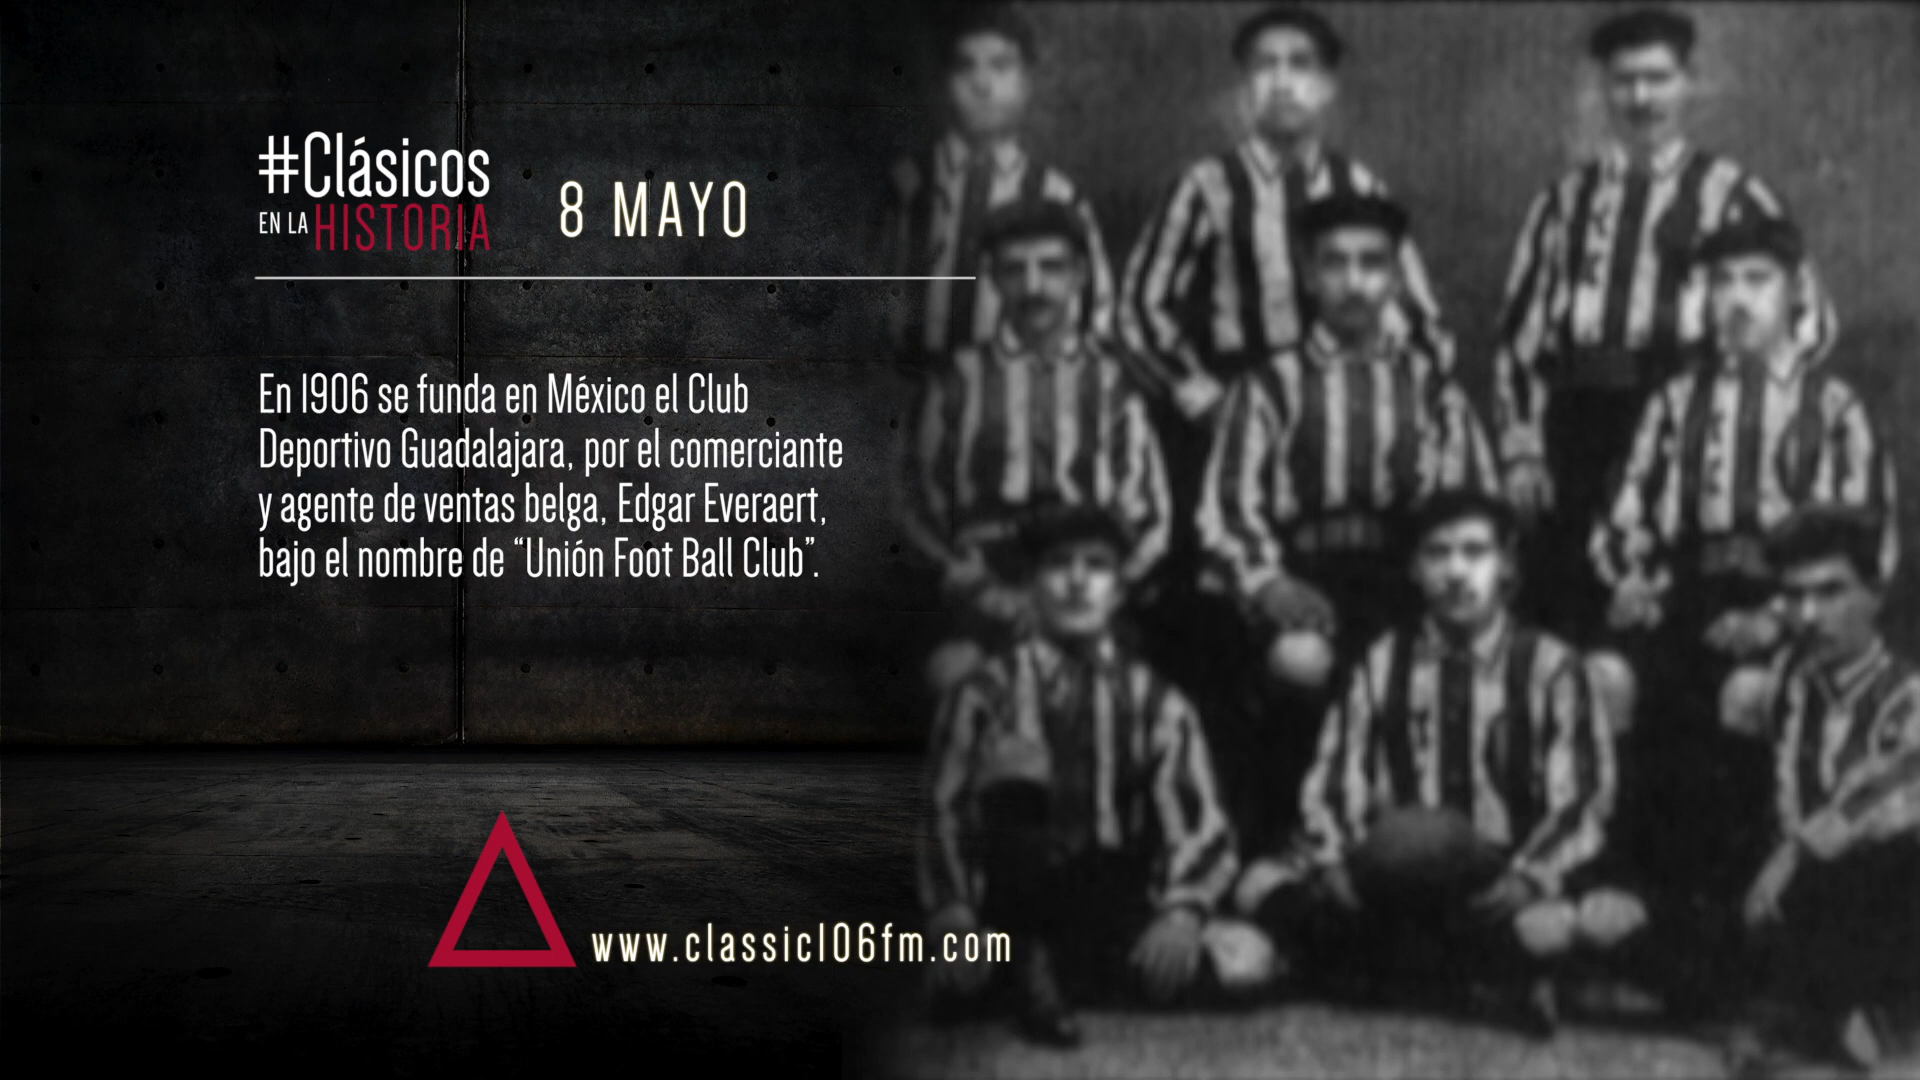 #Clásicos
EN LA HISTORIA
8 MAYO
En 1906 se funda en México el Club
Deportivo Guadalajara, por el comerciante
y agente de ventas belga, Edgar Everaert,
bajo el nombre de “Unión Foot Ball Club”.
www.classic106fm.com